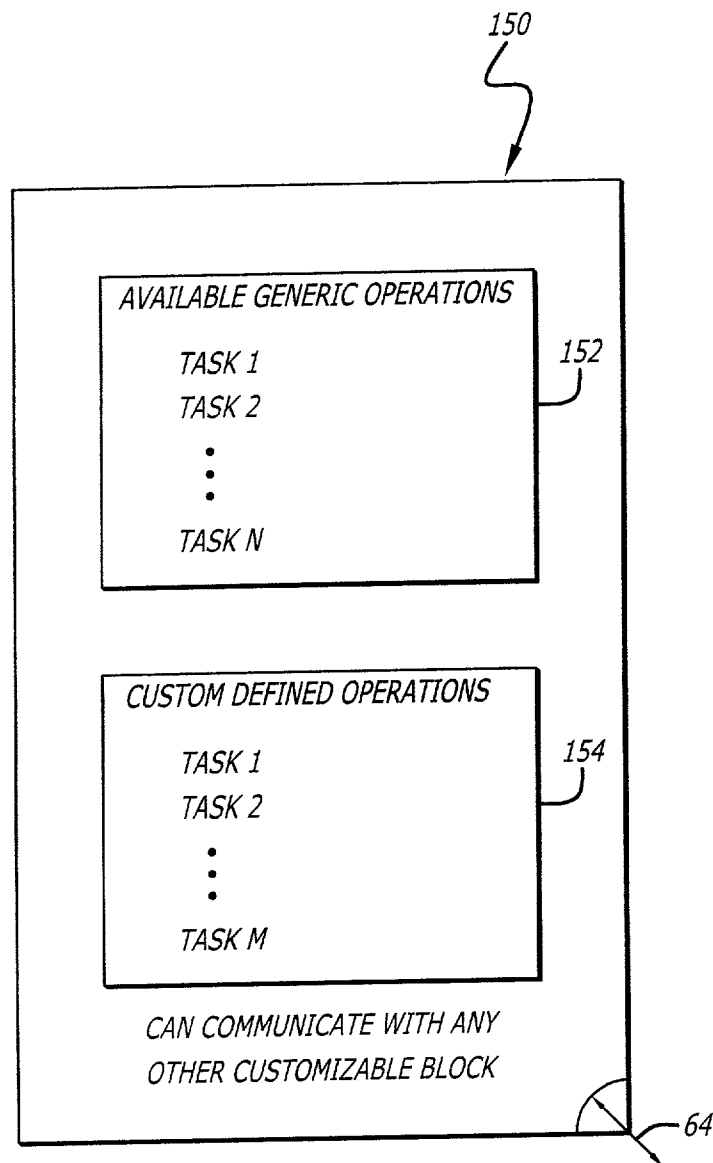 150
AVAILABLE GENERIC OPERATIONS
TASK 1
152
TASK 2
TASK N
CUSTOM DEFINED OPERATIONS
TASK 1
154
TASK 2
TASK M
CAN COMMUNICATE WITH ANY
OTHER CUSTOMIZABLE BLOCK
64